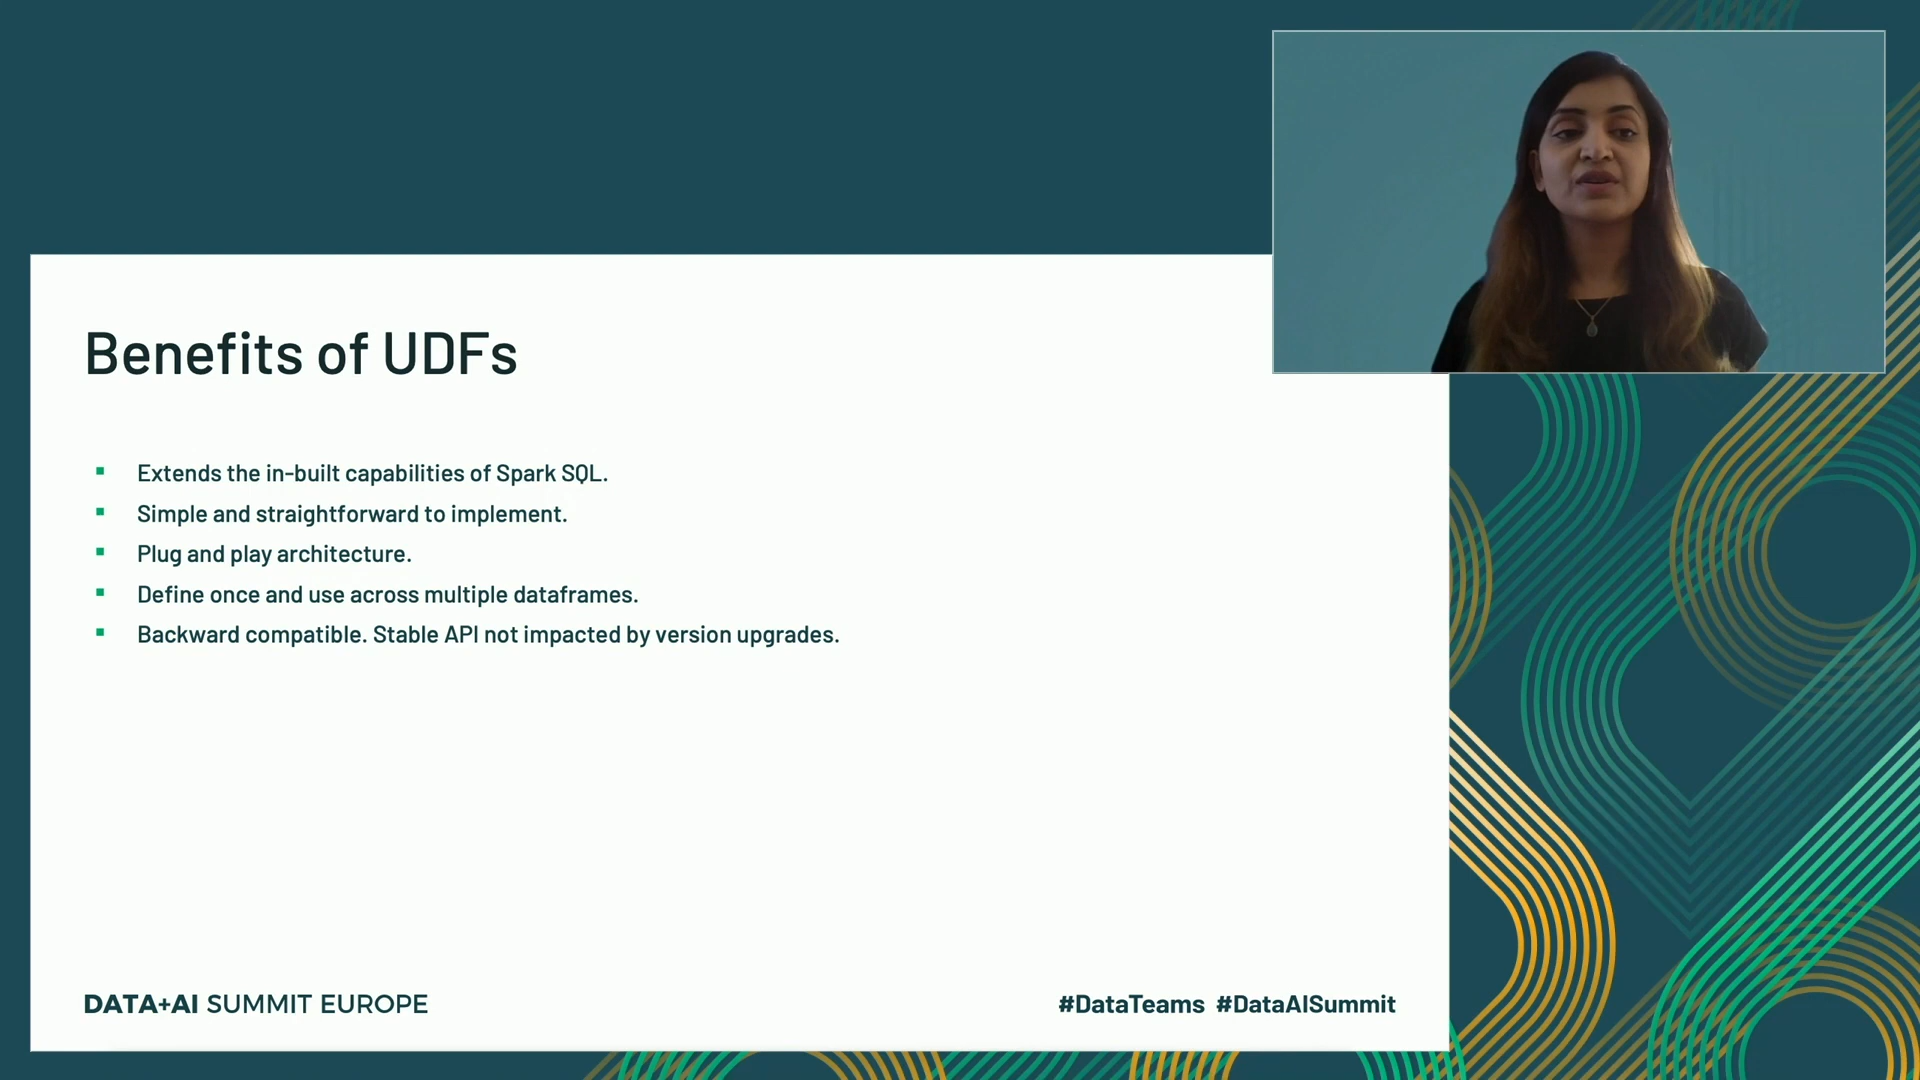 Benefits of UDFs
Extends the in-built capabilities of Spark SQL.
Simple and straightforward to implement.
Plug and play architecture.
Define once and use across multiple dataframes.
Backward compatible. Stable API not impacted by version upgrades.
DATA+AI SUMMIT EUROPE
#DataTeams #DataAISummit